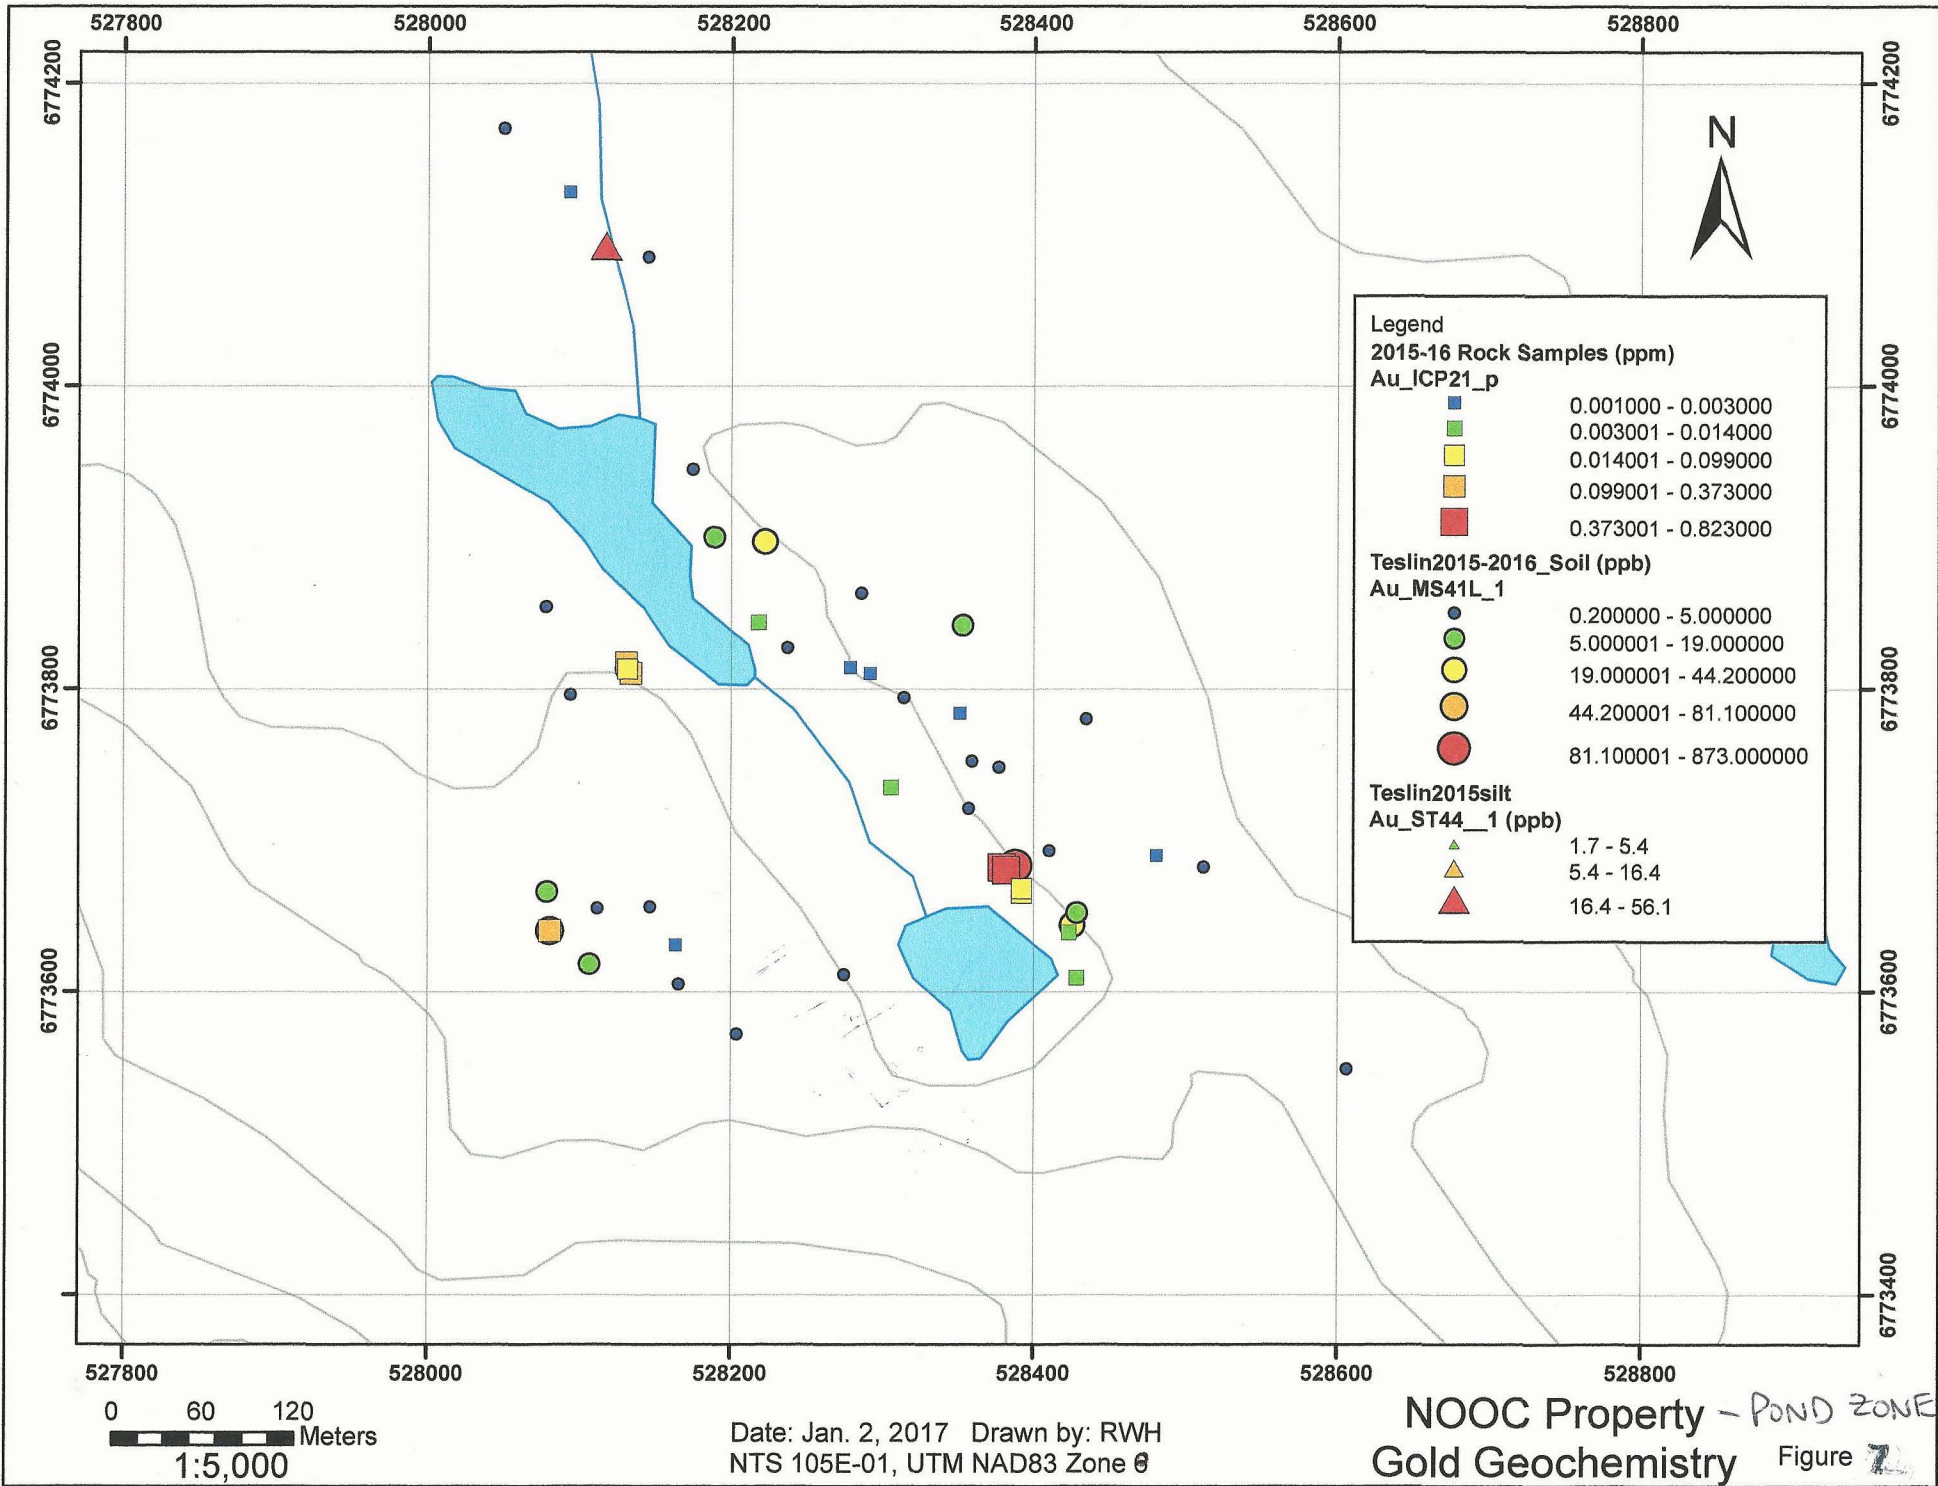 527800 528000 528200 528400 528600 528800
6774200 6774200
N
Legend
2015-16 Rock Samples (ppm)
Au_ICP21_p
0.001000 - 0.003000
0.003001 - 0.014000
0.014001 - 0.099000
0.099001 - 0.373000
0.373001 - 0.823000
Teslin2015-2016_Soil (ppb)
Au_MS41L_1
0.200000 - 5.000000
5.000001 - 19.000000
19.000001 - 44.200000
44.200001 - 81.100000
81.100001 - 873.000000
Teslin2015silt
Au_ST44__1 (ppb)
1.7 - 5.4
5.4 - 16.4
16.4 - 56.1
6774000 6774000
6773800 6773800
6773600 6773600
6773400
527800 528000 528200 528400 528600 528800
0 60 120
Meters
1:5,000
Date: Jan. 2, 2017 Drawn by: RWH
NTS 105E-01, UTM NAD83 Zone
NOOC Property - POND ZONE
Gold Geochemistry Figure 7